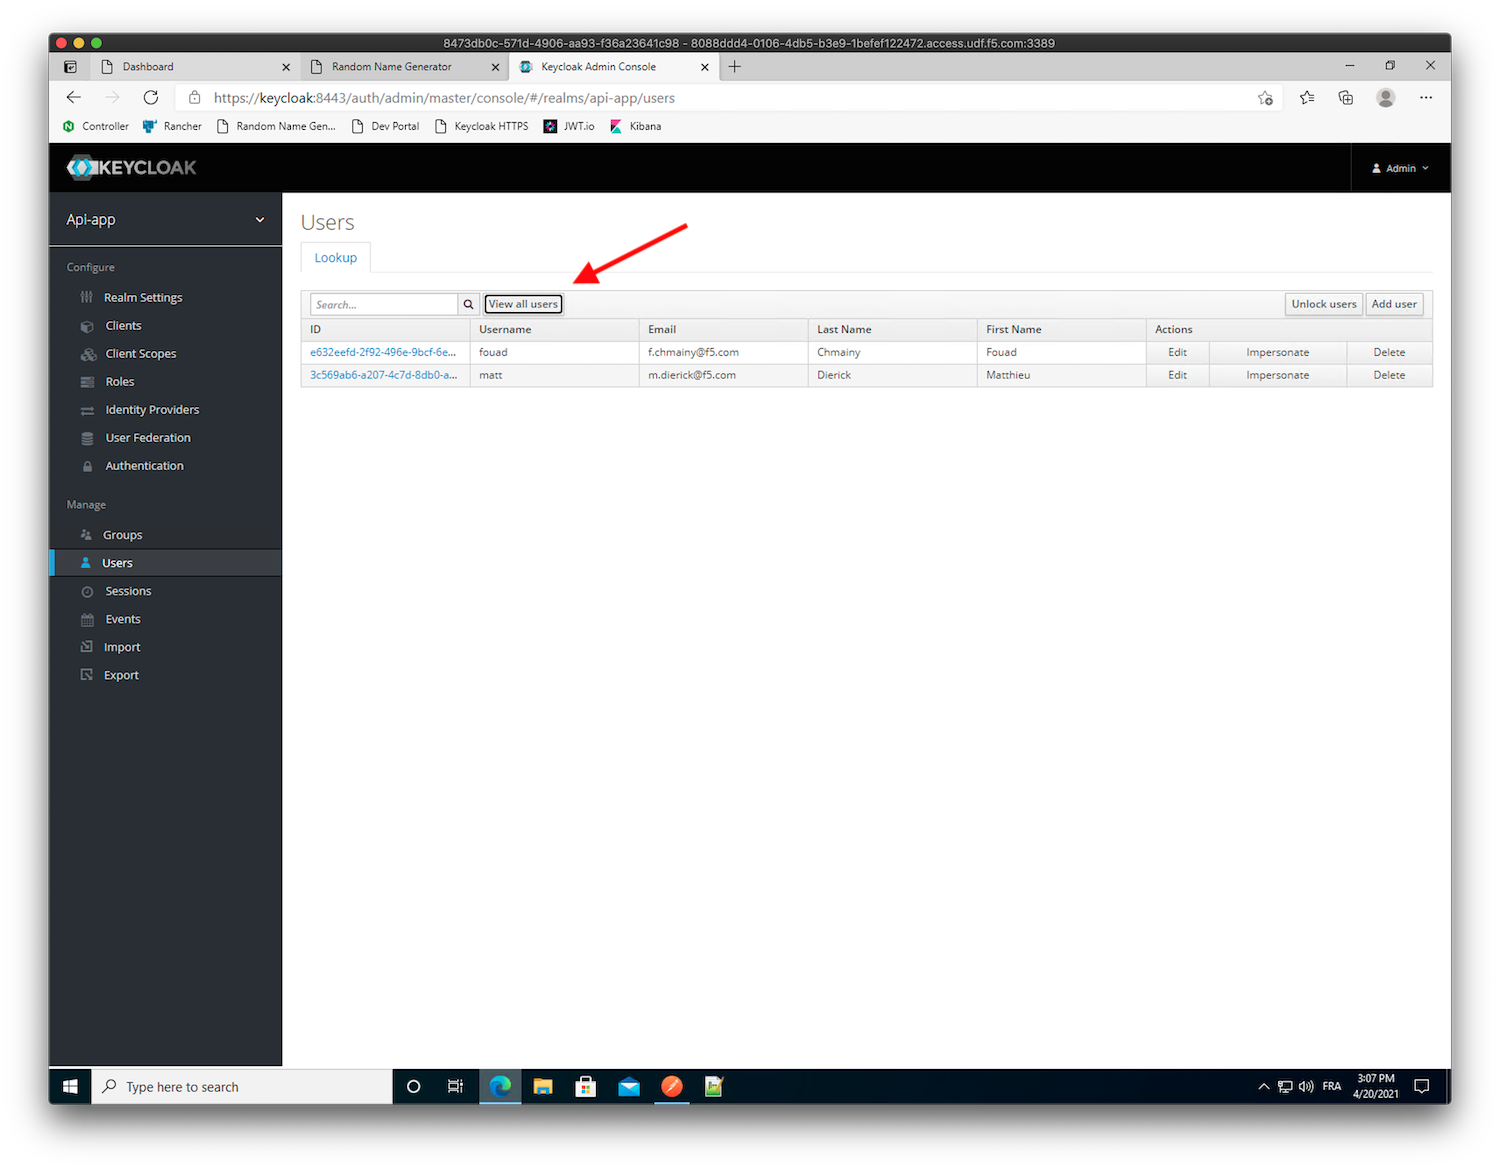 8473db0c-571d-4906-aa93-f36a23641c98 - 8088ddd4-0106-4db5-b3e9-1befef122472.access.udf.f5.com:3389
Dashboard
Random Name Generator
Keycloak Admin Console
https://keycloak:8443/auth/admin/master/console/#/realms/api-app/users
Controller
Rancher
Random Name Gen...
Dev Portal
Keycloak HTTPS
JWT.io
Kibana
KEYCLOAK
Admin
Api-app
Configure
Realm Settings
Clients
Client Scopes
Roles
Identity Providers
User Federation
Authentication
Manage
Groups
Users
Sessions
Events
Import
Export
Users
Lookup
Search...
View all users
Unlock users
Add user
ID Username Email Last Name First Name Actions
e632eefd-2f92-496e-9bcf-6e... fouad f.chmainy@f5.com Chmainy Fouad Edit Impersonate Delete
3c569ab6-a207-4c7d-8db0-a... matt m.dierick@f5.com Dierick Matthieu Edit Impersonate Delete
Type here to search
FRA
3:07 PM
4/20/2021